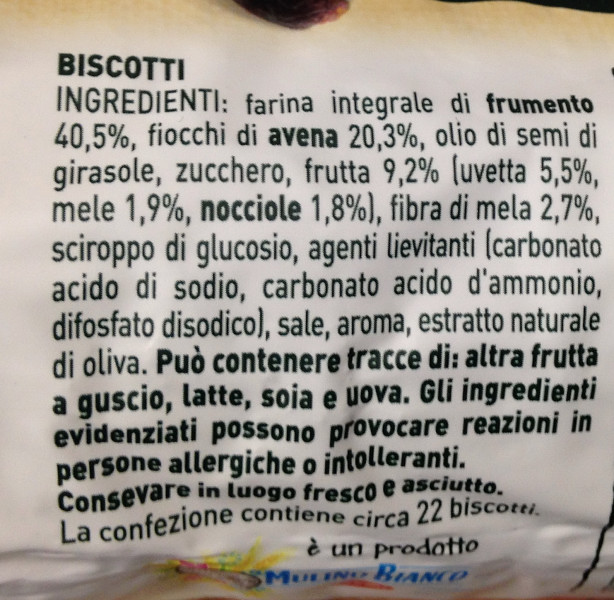 BISCOTTI
INGREDIENTI: farina integrale di frumento
40,5%, fiocchi di avena 20,3%, olio di semi di
girasole, zucchero, frutta 9,2% (uvetta 5,5%,
mele 1,9%, nocciole 1,8%), fibra di mela 2,7%,
sciroppo di glucosio, agenti lievitanti (carbonato
acido di sodio, carbonato acido d'ammonio,
difosfato disodico), sale, aroma, estratto naturale
di oliva. Può contenere tracce di: altra frutta
a guscio, latte, soia e uova. Gli ingredienti
evidenziati possono provocare reazioni in
persone allergiche o intolleranti.
Consevare in luogo fresco e asciutto.
La confezione contiene circa 22 biscotti.
è un prodotto
MULINO BIANCO